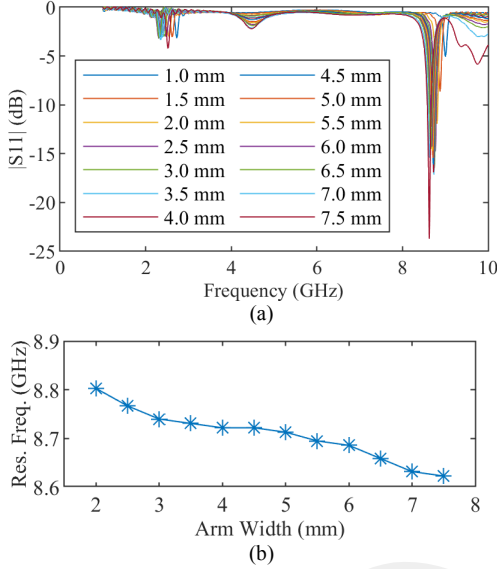 0
-5
-10
-15
-20
-25
|S11| (dB)
1.0 mm 4.5 mm
1.5 mm 5.0 mm
2.0 mm 5.5 mm
2.5 mm 6.0 mm
3.0 mm 6.5 mm
3.5 mm 7.0 mm
4.0 mm 7.5 mm
0 2 4 6 8 10
Frequency (GHz)
(a)
8.9
8.8
8.7
8.6
Res. Freq. (GHz)
2 3 4 5 6 7 8
Arm Width (mm)
(b)